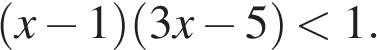 (x − 1)(3x − 5) < 1.